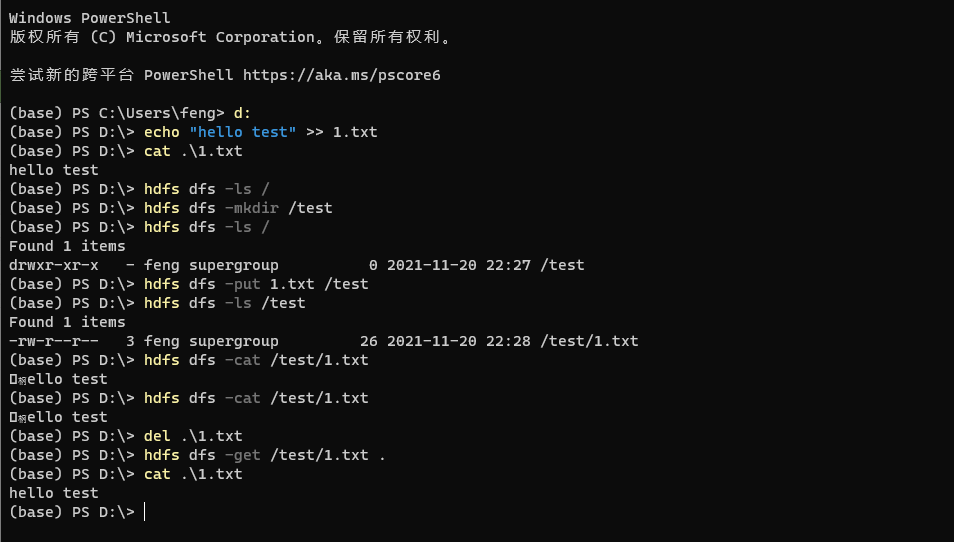 Windows PowerShell
版权所有 (C) Microsoft Corporation。保留所有权利。
尝试新的跨平台 PowerShell https://aka.ms/pscore6
(base) PS C:\Users\feng> d:
(base) PS D:\> echo "hello test" >> 1.txt
(base) PS D:\> cat .\1.txt
hello test
(base) PS D:\> hdfs dfs -ls /
(base) PS D:\> hdfs dfs -mkdir /test
(base) PS D:\> hdfs dfs -ls /
Found 1 items
drwxr-xr-x   - feng supergroup          0 2021-11-20 22:27 /test
(base) PS D:\> hdfs dfs -put 1.txt /test
(base) PS D:\> hdfs dfs -ls /test
Found 1 items
-rw-r--r--   3 feng supergroup         26 2021-11-20 22:28 /test/1.txt
(base) PS D:\> hdfs dfs -cat /test/1.txt
ello test
(base) PS D:\> hdfs dfs -cat /test/1.txt
ello test
(base) PS D:\> del .\1.txt
(base) PS D:\> hdfs dfs -get /test/1.txt .
(base) PS D:\> cat .\1.txt
hello test
(base) PS D:\>